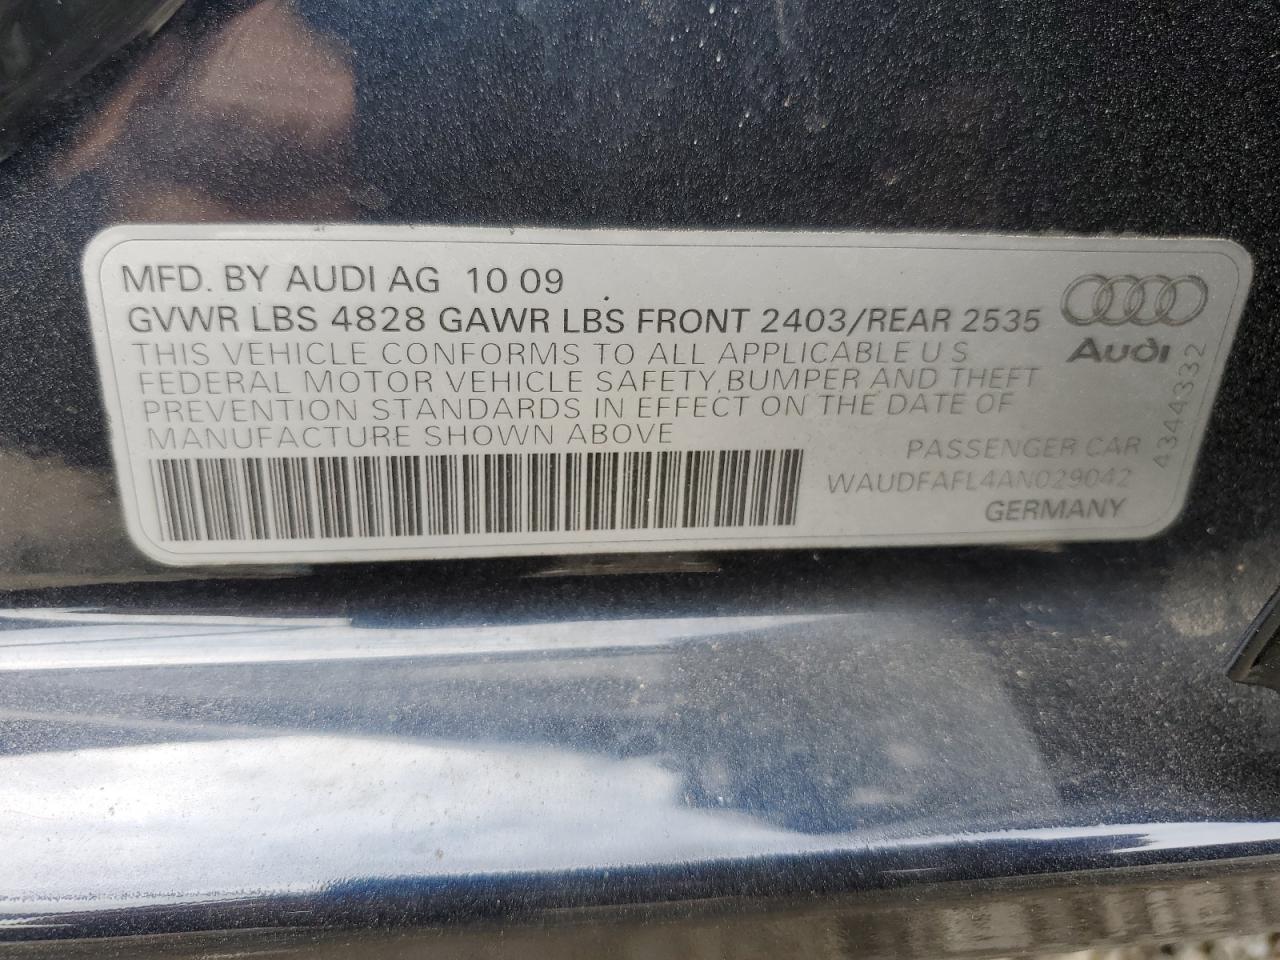 MFD. BY AUDI AG 10 09
GVWR LBS 4828 GAWR LBS FRONT 2403/REAR 2535
THIS VEHICLE CONFORMS TO ALL APPLICABLE U S
FEDERAL MOTOR VEHICLE SAFETY, BUMPER AND THEFT
PREVENTION STANDARDS IN EFFECT ON THE DATE OF
MANUFACTURE SHOWN ABOVE
Audi
4344332
PASSENGER CAR
WAUDFAFL4AN029042
GERMANY